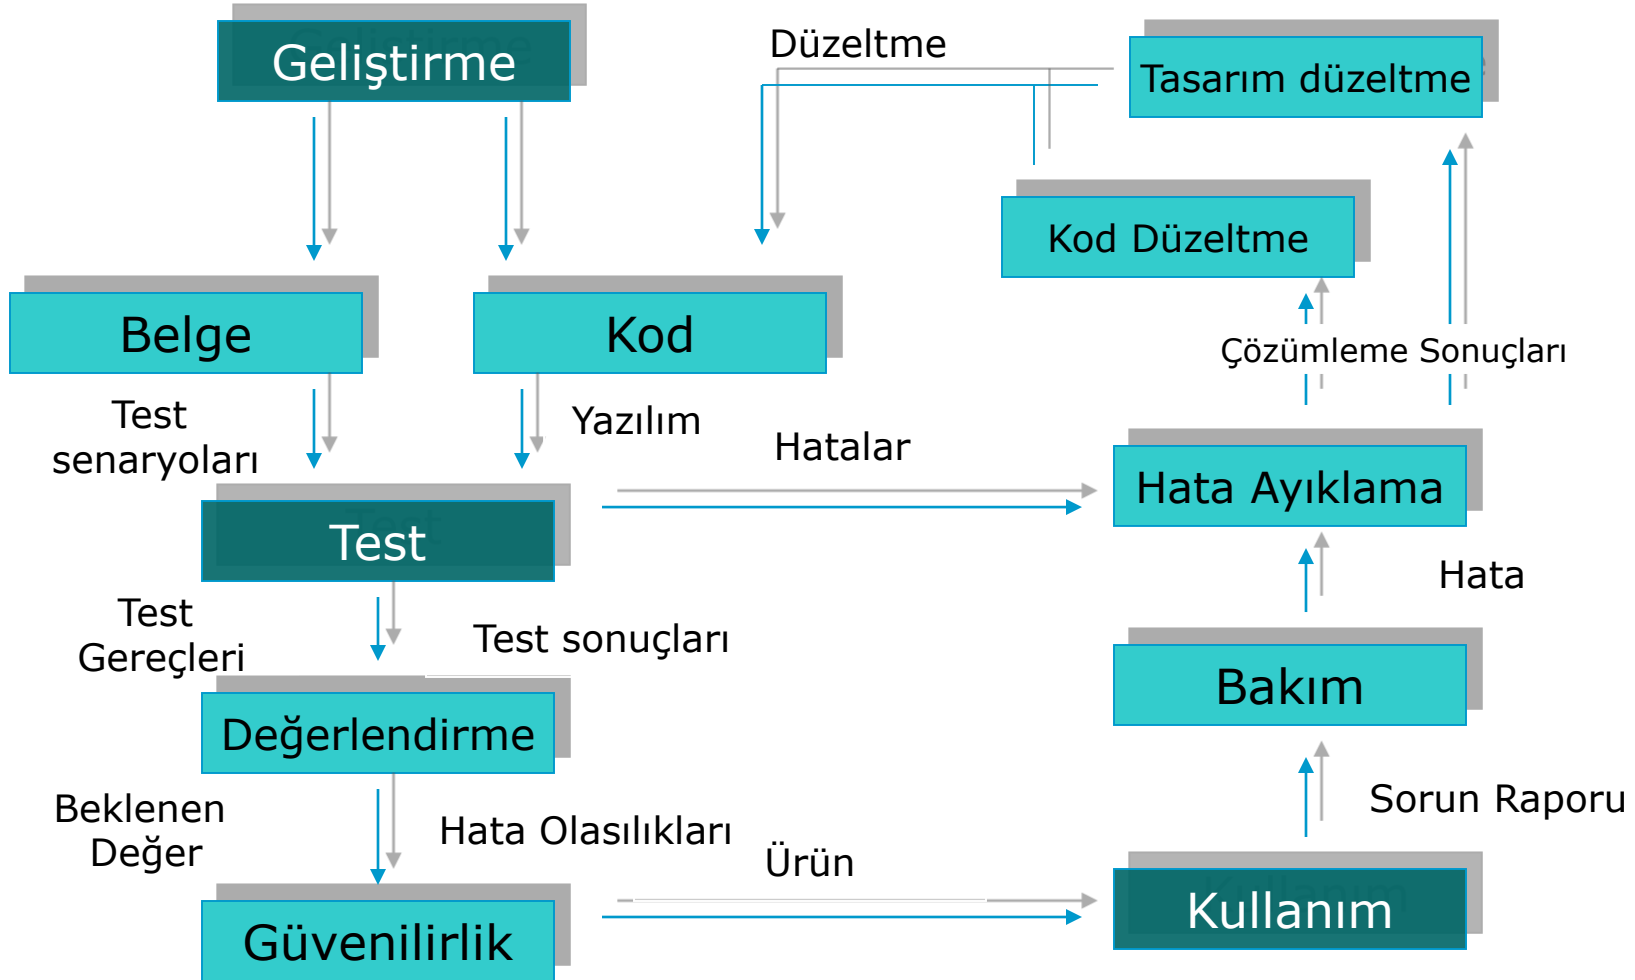 Geliştirme
Düzeltme
Tasarım düzeltme
Kod Düzeltme
Belge
Kod
Çözümleme Sonuçları
Test
senaryoları
Yazılım
Hatalar
Hata Ayıklama
Test
Hata
Test
Gereçleri
Test sonuçları
Bakım
Değerlendirme
Beklenen
Değer
Hata Olasılıkları
Sorun Raporu
Ürün
Kullanım
Güvenilirlik